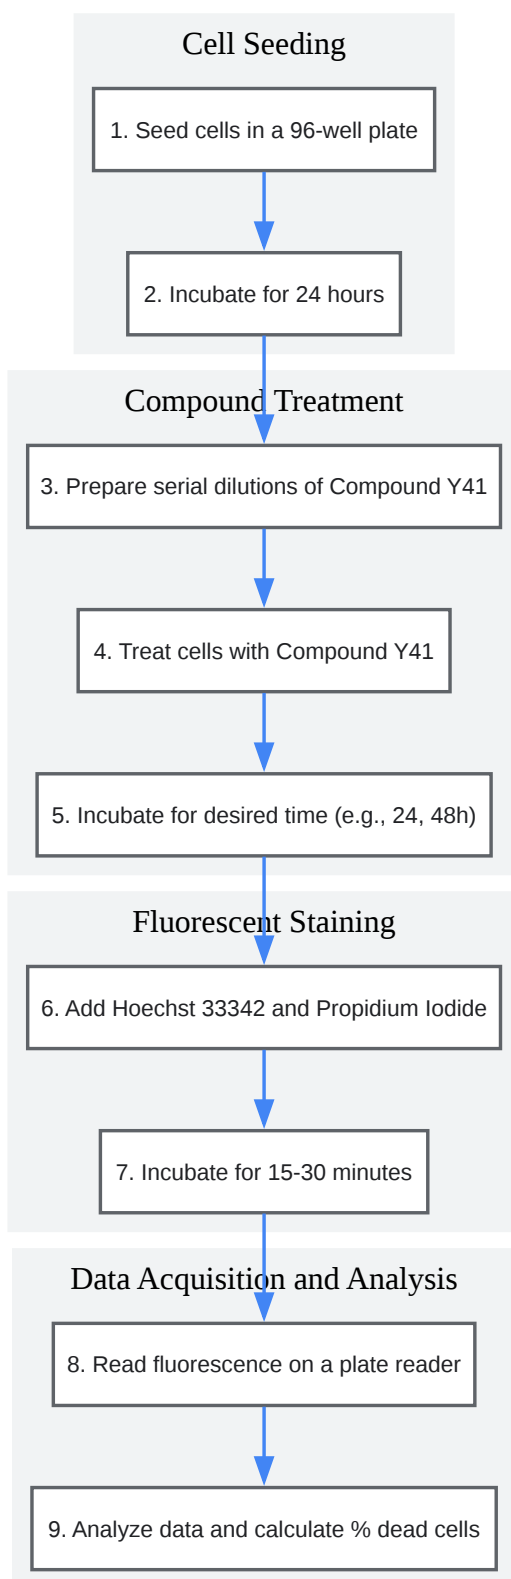 Cell Seeding
1. Seed cells in a 96-well plate
2. Incubate for 24 hours
Compound Treatment
3. Prepare serial dilutions of Compound Y41
4. Treat cells with Compound Y41
5. Incubate for desired time (e.g., 24, 48h)
Fluorescent Staining
6. Add Hoechst 33342 and Propidium Iodide
7. Incubate for 15-30 minutes
Data Acquisition and Analysis
8. Read fluorescence on a plate reader
9. Analyze data and calculate % dead cells